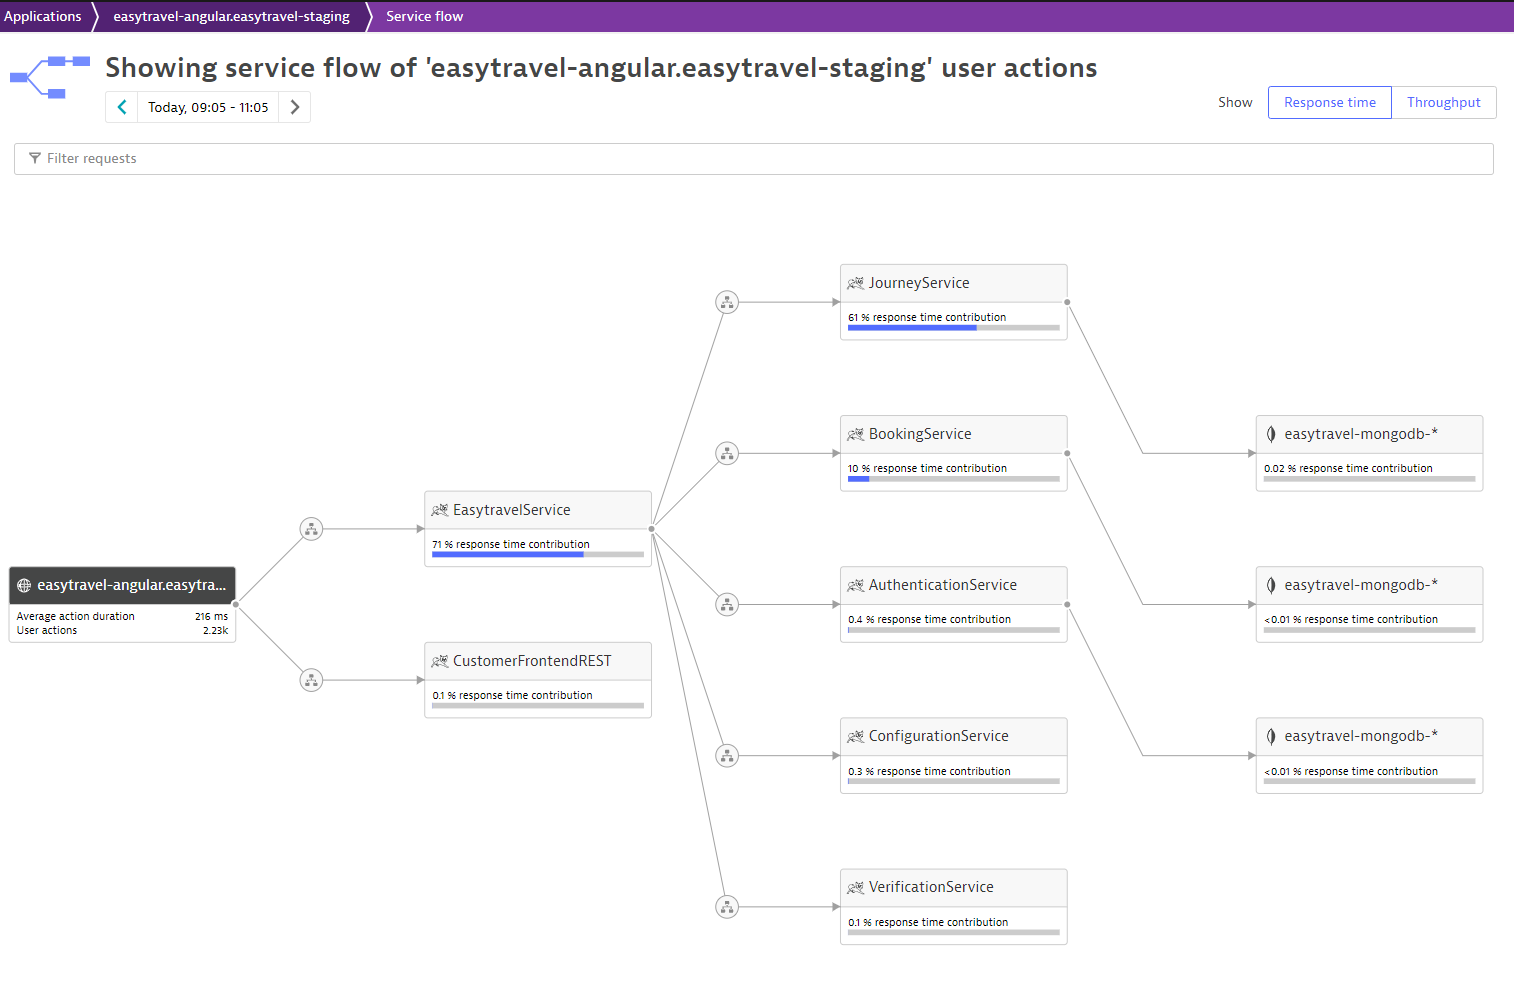 Applications
easytravel-angular.easytravel-staging
Service flow
Showing service flow of 'easytravel-angular.easytravel-staging' user actions
Today, 09:05 - 11:05
Show
Response time
Throughput
Filter requests
easytravel-angular.easytra...
Average action duration 216 ms
User actions 2.23k
EasytravelService
71 % response time contribution
CustomerFrontendREST
0.1 % response time contribution
JourneyService
61 % response time contribution
BookingService
10 % response time contribution
AuthenticationService
0.4 % response time contribution
ConfigurationService
0.3 % response time contribution
VerificationService
0.1 % response time contribution
easytravel-mongodb-*
0.02 % response time contribution
easytravel-mongodb-*
<0.01 % response time contribution
easytravel-mongodb-*
<0.01 % response time contribution